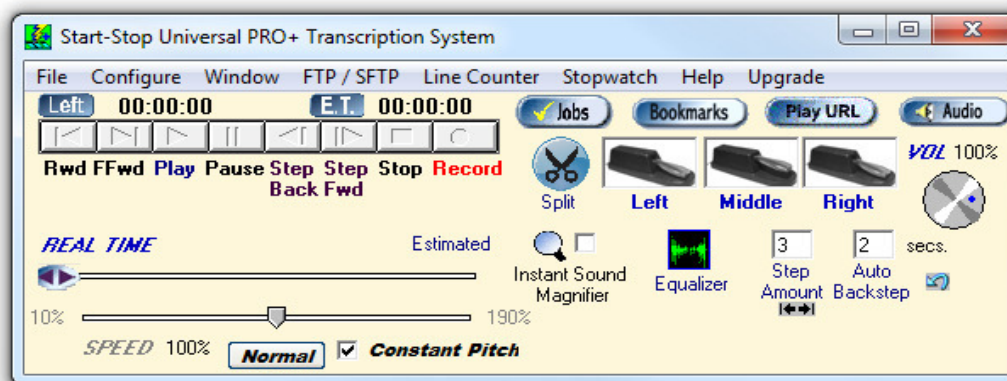 Start-Stop Universal PRO+ Transcription System
File Configure Window FTP / SFTP Line Counter Stopwatch Help Upgrade
Left 00:00:00 E.T. 00:00:00 Jobs Bookmarks Play URL Audio
Rwd FFwd Play Pause Step Back Step Fwd Stop Record
VOL 100%
Split Left Middle Right
REAL TIME Estimated
3 2 secs.
Instant Sound Magnifier Equalizer Step Amount Auto Backstep
10% 190%
SPEED 100% Normal Constant Pitch